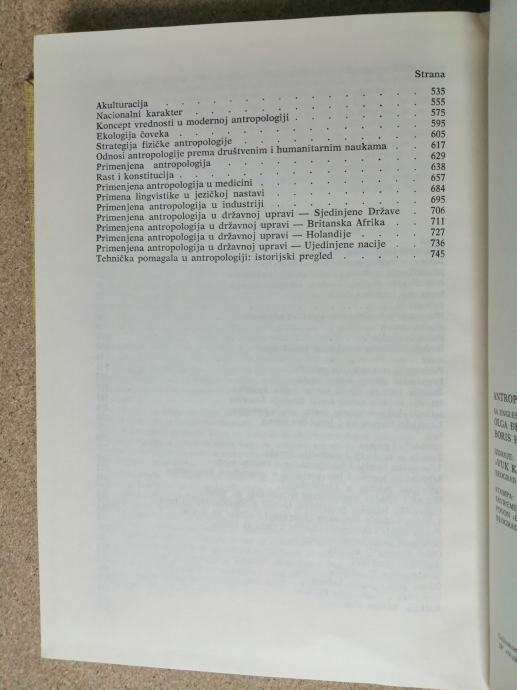 Strana
Akulturacija . . . . . . . . . . . . . . 535
Nacionalni karakter . . . . . . . . . . . . 555
Koncept vrednosti u modernoj antropologiji . . . . . . 575
Ekologija čoveka . . . . . . . . . . . . . 595
Strategija fizičke antropologije . . . . . . . . . 605
Odnosi antropologije prema društvenim i humanitarnim naukama . . 617
Primenjena antropologija . . . . . . . . . . 629
Rast i konstitucija . . . . . . . . . . . . 638
Primenjena antropologija u medicini . . . . . . . . 657
Primena lingvistike u jezičkoj nastavi . . . . . . . 684
Primenjena antropologija u industriji . . . . . . . 695
Primenjena antropologija u državnoj upravi — Sjedinjene Države . 706
Primenjena antropologija u državnoj upravi — Britanska Afrika . . 711
Primenjena antropologija u državnoj upravi — Holandije . . . . 727
Primenjena antropologija u državnoj upravi — Ujedinjene nacije . . 736
Tehnička pomagala u antropologiji: istorijski pregled . . . . . 745
ANTROP
OLGA
BORIS